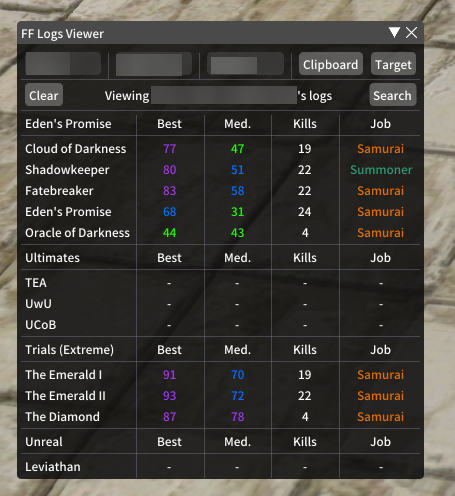 FF Logs Viewer
Clipboard Target
Clear Viewing 's logs Search
Eden's Promise Best Med. Kills Job
Cloud of Darkness 77 47 19 Samurai
Shadowkeeper 80 51 22 Summoner
Fatebreaker 83 58 22 Samurai
Eden's Promise 68 31 24 Samurai
Oracle of Darkness 44 43 4 Samurai
Ultimates Best Med. Kills Job
TEA - - - -
UwU - - - -
UCoB - - - -
Trials (Extreme) Best Med. Kills Job
The Emerald I 91 70 19 Samurai
The Emerald II 93 72 22 Samurai
The Diamond 87 78 4 Samurai
Unreal Best Med. Kills Job
Leviathan - - - -